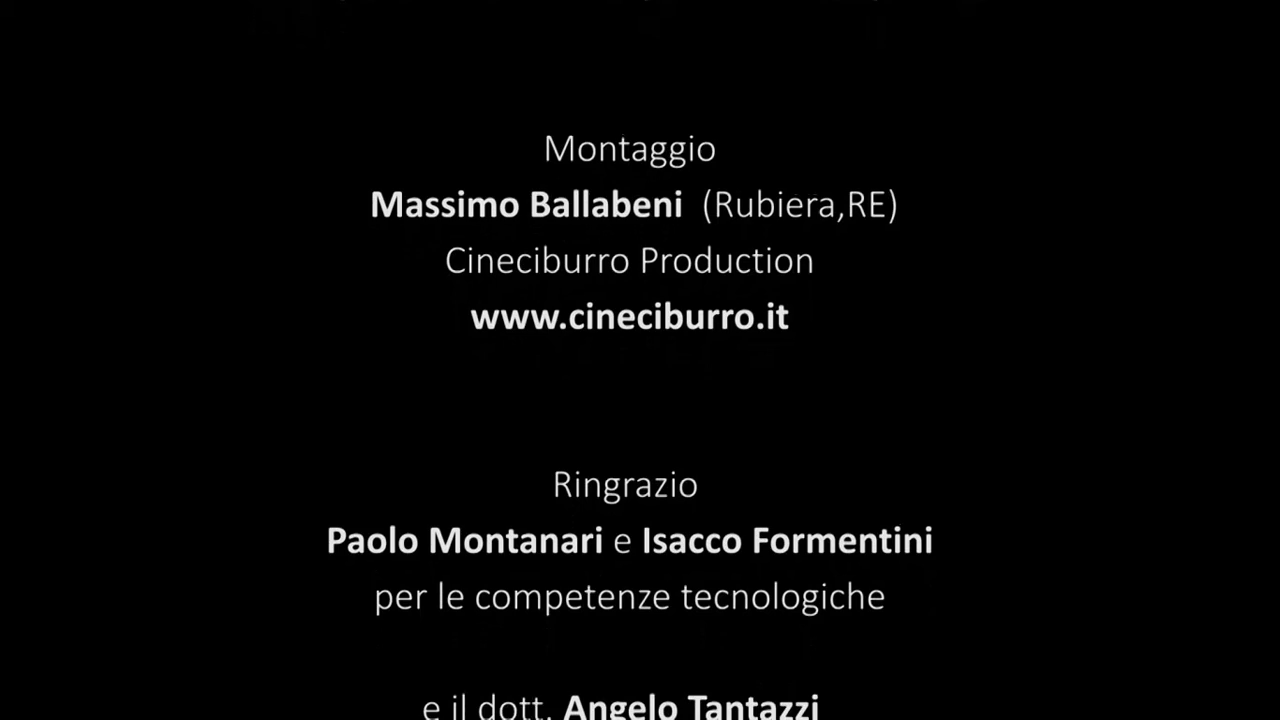 Montaggio
Massimo Ballabeni (Rubiera,RE)
Cineciburro Production
www.cineciburro.it
Ringrazio
Paolo Montanari e Isacco Formentini
per le competenze tecnologiche
e il dott. Angelo Tantazzi